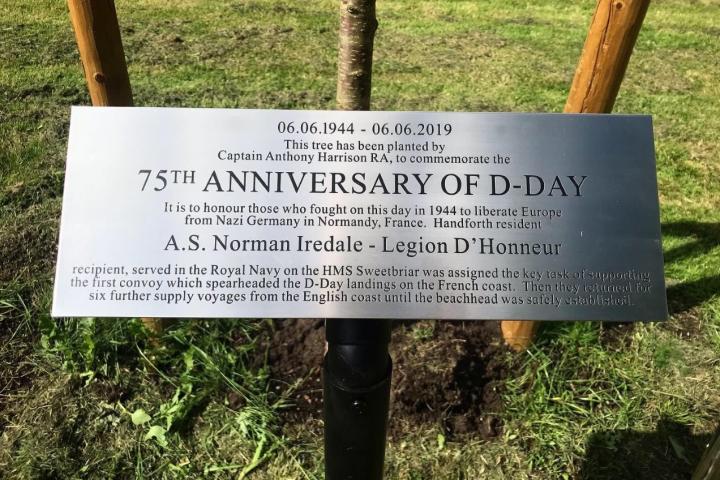 06.06.1944 - 06.06.2019
This tree has been planted by
Captain Anthony Harrison RA, to commemorate the
75TH ANNIVERSARY OF D-DAY
It is to honour those who fought on this day in 1944 to liberate Europe
from Nazi Germany in Normandy, France. Handforth resident
A.S. Norman Iredale - Legion D'Honneur
recipient, served in the Royal Navy on the HMS Sweetbriar was assigned the key task of supporting
the first convoy which spearheaded the D-Day landings on the French coast. Then they returned for
six further supply voyages from the English coast until the beachhead was safely established.